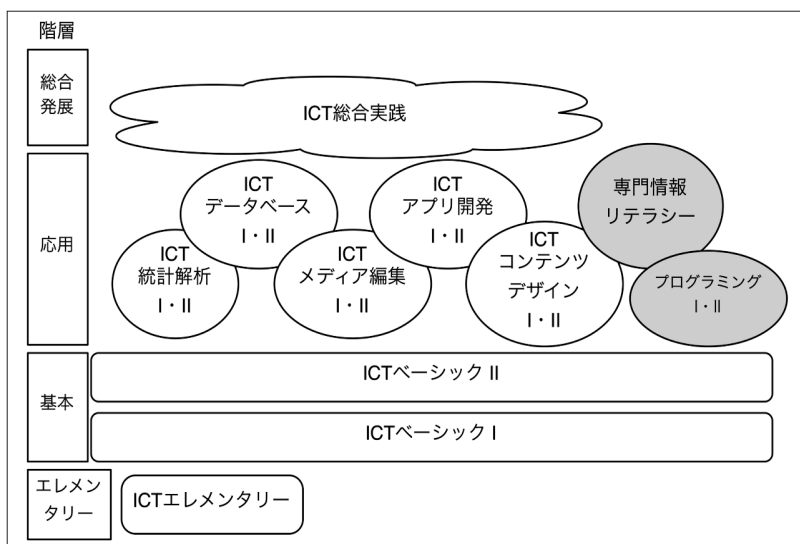 階層
総合
発展
ICT総合実践
応用
ICT
データベース
I・II
ICT
アプリ開発
I・II
専門情報
リテラシー
ICT
統計解析
I・II
ICT
メディア編集
I・II
ICT
コンテンツ
デザイン
I・II
プログラミング
I・II
基本
ICTベーシック II
ICTベーシック I
エレメン
タリー
ICTエレメンタリー